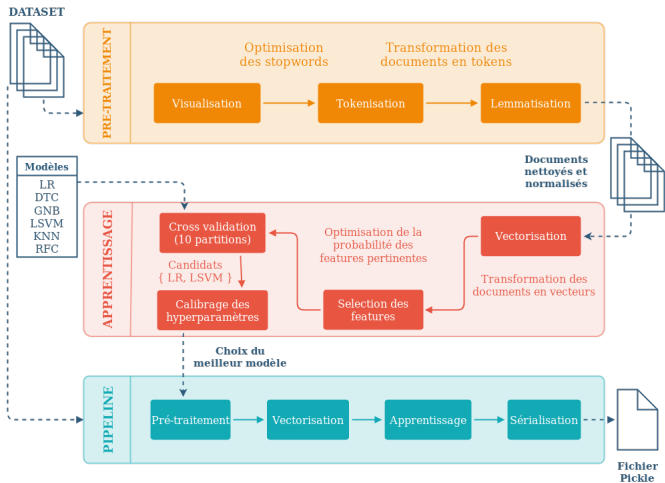 DATASET
PRE-TRAITEMENT
Optimisation
des stopwords
Transformation des
documents en tokens
Visualisation
Tokenisation
Lemmatisation
Documents
nettoyés et
normalisés
Modèles
LR
DTC
GNB
LSVM
KNN
RFC
APPRENTISSAGE
Cross validation
(10 partitions)
Candidats
{ LR, LSVM }
Calibrage des
hyperparamètres
Optimisation de la
probabilité des
features pertinentes
Selection des
features
Vectorisation
Transformation des
documents en vecteurs
Choix du
meilleur modèle
PIPELINE
Pré-traitement
Vectorisation
Apprentissage
Sérialisation
Fichier
Pickle